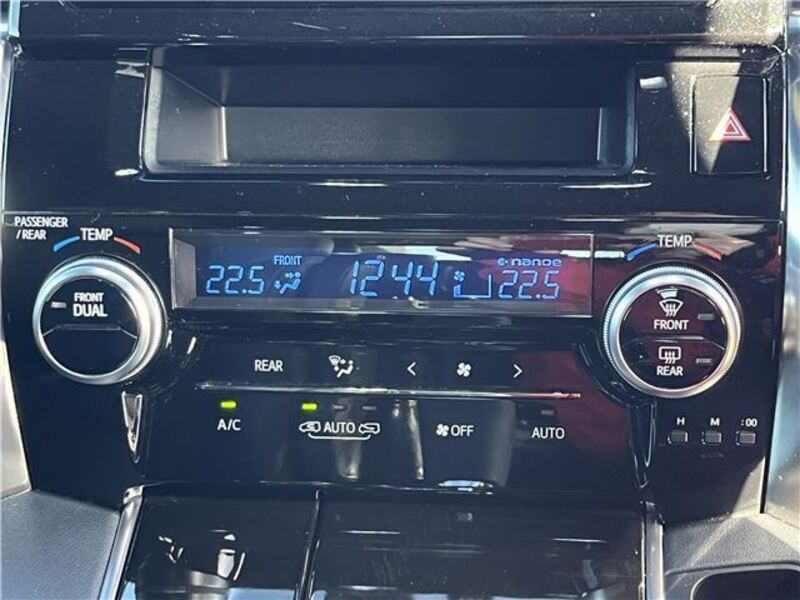 PASSENGER
/ REAR
TEMP
FRONT
DUAL
22.5
FRONT
12:44
nanoe
22.5
TEMP
FRONT
REAR
REAR
<
>
A/C
AUTO
OFF
AUTO
H
M
:00